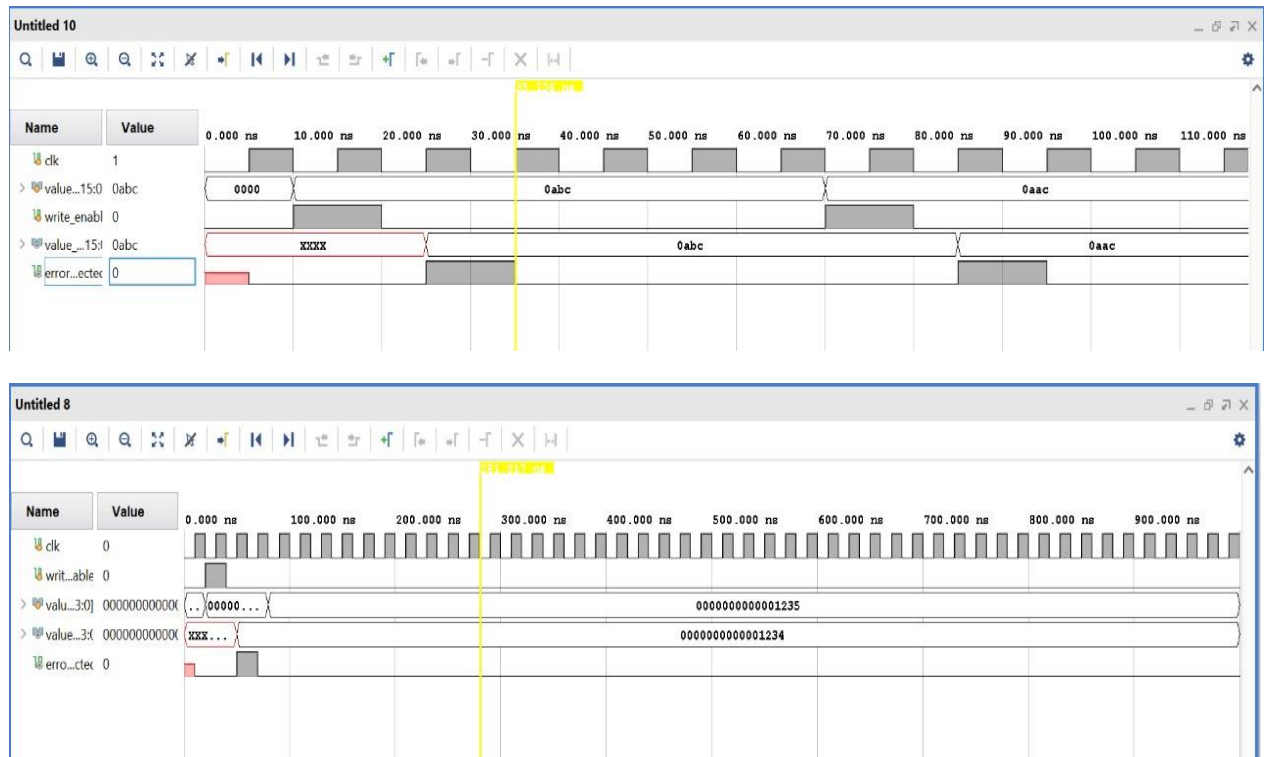 Untitled 10
Name Value
0.000 ns 10.000 ns 20.000 ns 30.000 ns 40.000 ns 50.000 ns 60.000 ns 70.000 ns 80.000 ns 90.000 ns 100.000 ns 110.000 ns
clk 1
value...15:0 0abc 0000 0abc 0aac
write_enabl 0
value_...15:( 0abc XXXX 0abc 0aac
error...ectec 0
Untitled 8
281.017 ns
Name Value
0.000 ns 100.000 ns 200.000 ns 300.000 ns 400.000 ns 500.000 ns 600.000 ns 700.000 ns 800.000 ns 900.000 ns
clk 0
writ...able 0
valu...3:0] 00000000000( .. 00000... 0000000000001235
value...3:( 00000000000( xxx... 0000000000001234
erro...ctec 0